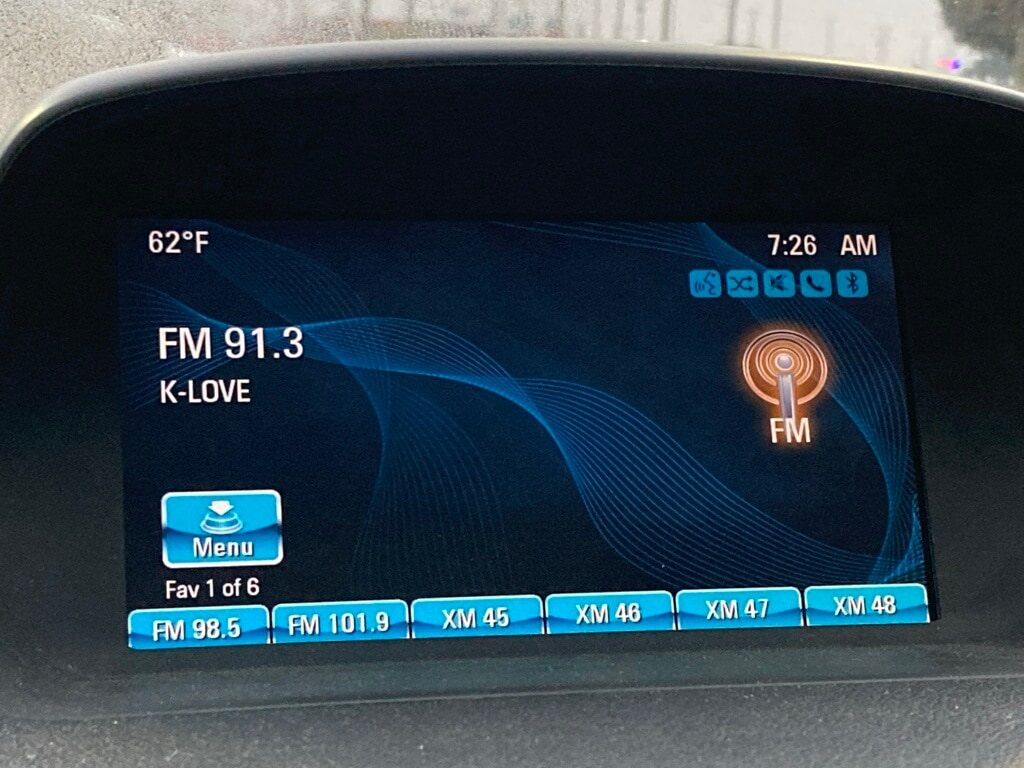 62°F
7:26 AM
FM 91.3
K-LOVE
FM
Menu
Fav 1 of 6
FM 98.5
FM 101.9
XM 45
XM 46
XM 47
XM 48